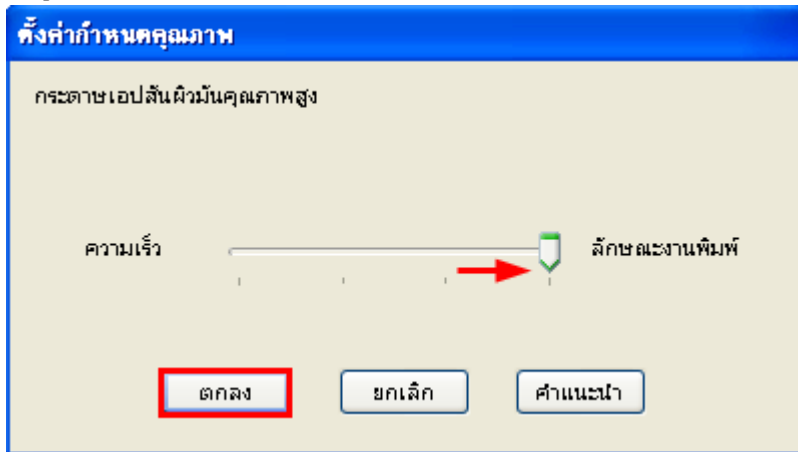 ตั้งค่ากำหนดคุณภาพ
กระดาษเอปสันผิวมันคุณภาพสูง
ความเร็ว ลักษณะงานพิมพ์
ตกลง ยกเลิก คำแนะนำ